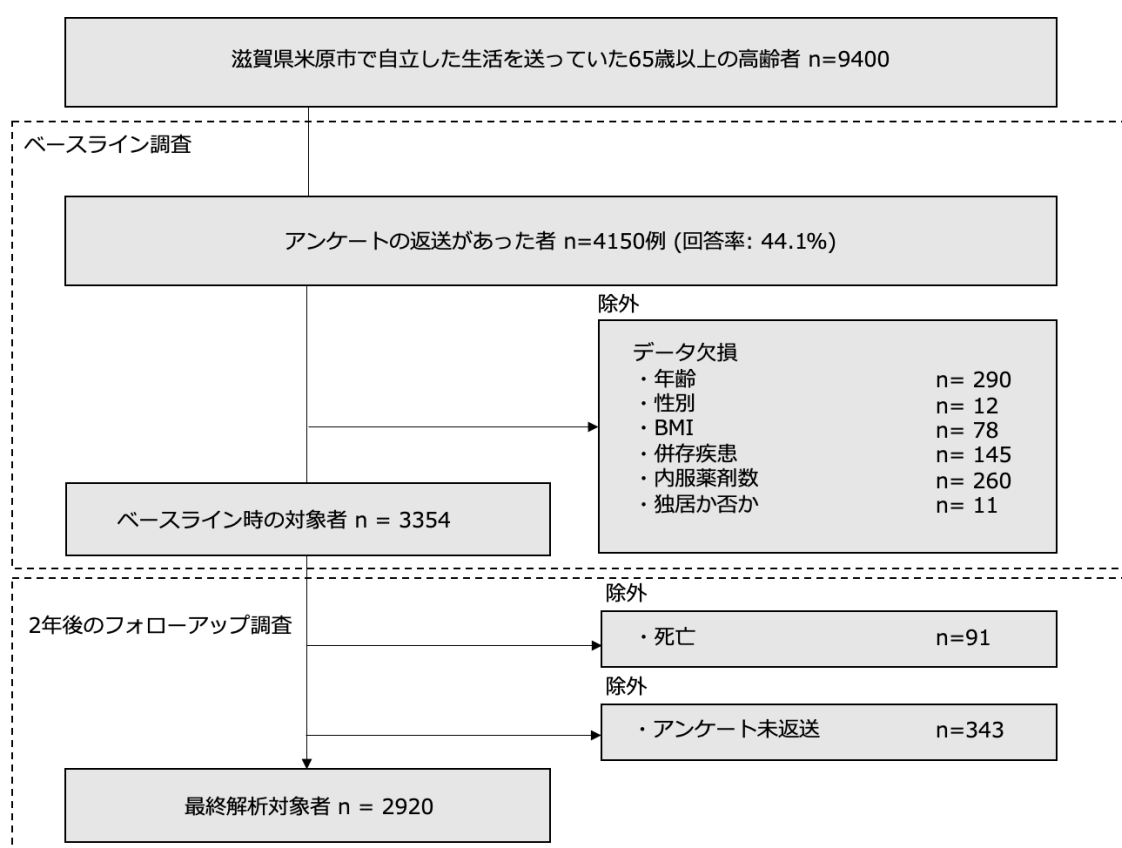 滋賀県米原市で自立した生活を送っていた65歳以上の高齢者 n=9400
ベースライン調査
アンケートの返送があった者 n=4150例 (回答率: 44.1%)
除外
データ欠損
・年齢 n= 290
・性別 n= 12
・BMI n= 78
・併存疾患 n= 145
・内服薬剤数 n= 260
・独居か否か n= 11
ベースライン時の対象者 n = 3354
2年後のフォローアップ調査
除外
・死亡 n=91
除外
・アンケート未返送 n=343
最終解析対象者 n = 2920